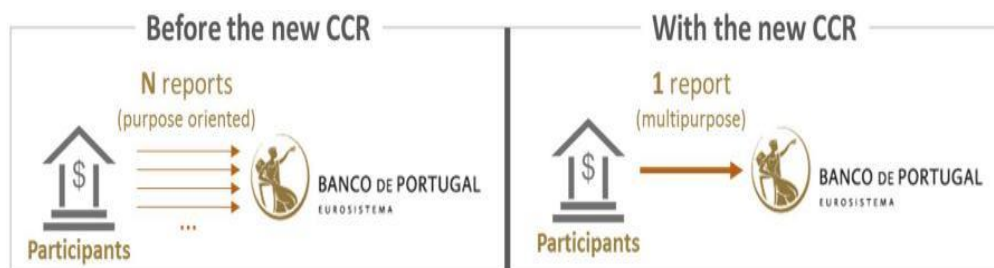 Before the new CCR
N reports
(purpose oriented)
$
BANCO DE PORTUGAL
EUROSISTEMA
...
Participants
With the new CCR
1 report
(multipurpose)
$
BANCO DE PORTUGAL
EUROSISTEMA
Participants